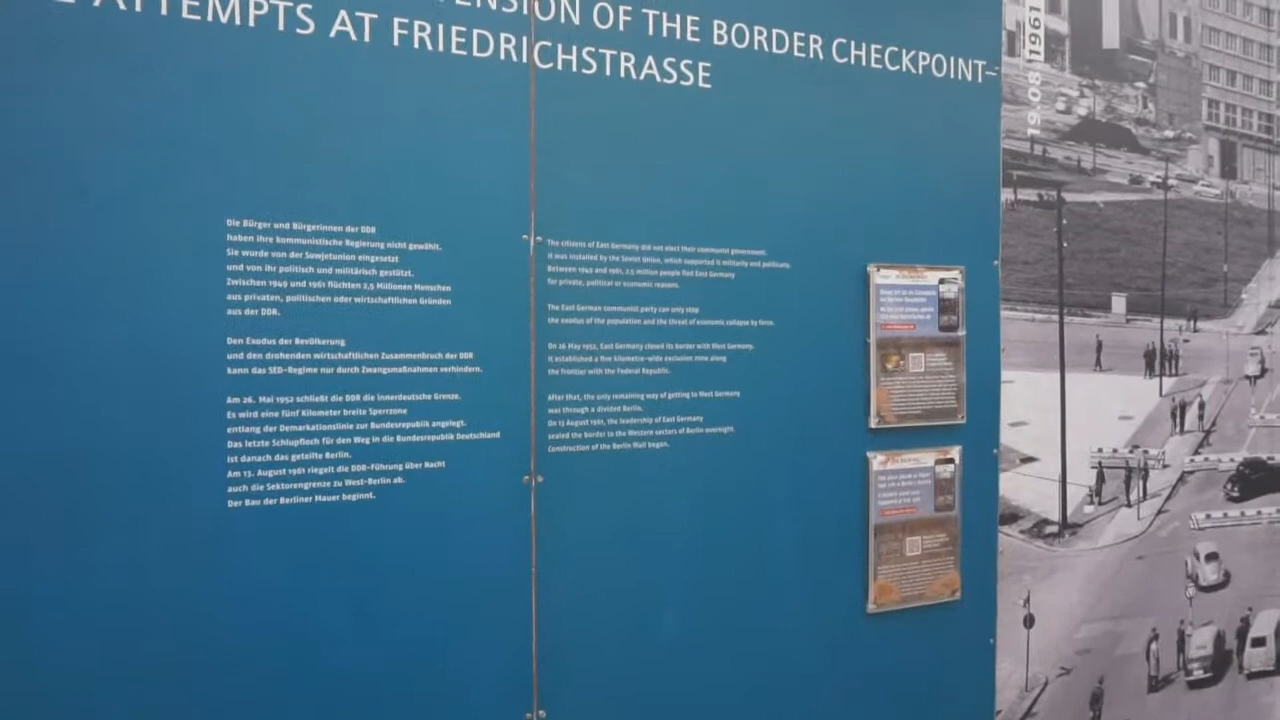 ENSION OF THE BORDER CHECKPOINT–
ATTEMPTS AT FRIEDRICHSTRASSE
19.08 1961
Die Bürger und Bürgerinnen der DDR
haben ihre kommunistische Regierung nicht gewählt.
Sie wurde von der Sowjetunion eingesetzt
und von ihr politisch und militärisch gestützt.
Zwischen 1949 und 1961 flüchten 2,5 Millionen Menschen
aus privaten, politischen oder wirtschaftlichen Gründen
aus der DDR.
Den Exodus der Bevölkerung
und den drohenden wirtschaftlichen Zusammenbruch der DDR
kann das SED-Regime nur durch Zwangsmaßnahmen verhindern.
Am 26. Mai 1952 schließt die DDR die innerdeutsche Grenze.
Es wird eine fünf Kilometer breite Sperrzone
entlang der Demarkationslinie zur Bundesrepublik angelegt.
Das letzte Schlupfloch für den Weg in die Bundesrepublik Deutschland
ist danach das geteilte Berlin.
Am 13. August 1961 riegelt die DDR-Führung über Nacht
auch die Sektorengrenze zu West-Berlin ab.
Der Bau der Berliner Mauer beginnt.
The citizens of East Germany did not elect their communist government.
It was installed by the Soviet Union, which supported it militarily and politically.
Between 1949 and 1961, 2.5 million people fled East Germany
for private, political or economic reasons.
The East German communist party can only stop
the exodus of the population and the threat of economic collapse by force.
On 26 May 1952, East Germany closed its border with West Germany.
It established a five kilometre-wide exclusion zone along
the frontier with the Federal Republic.
After that, the only remaining way of getting to West Germany
was through a divided Berlin.
On 13 August 1961, the leadership of East Germany
sealed the border to the Western sectors of Berlin overnight.
Construction of the Berlin Wall began.